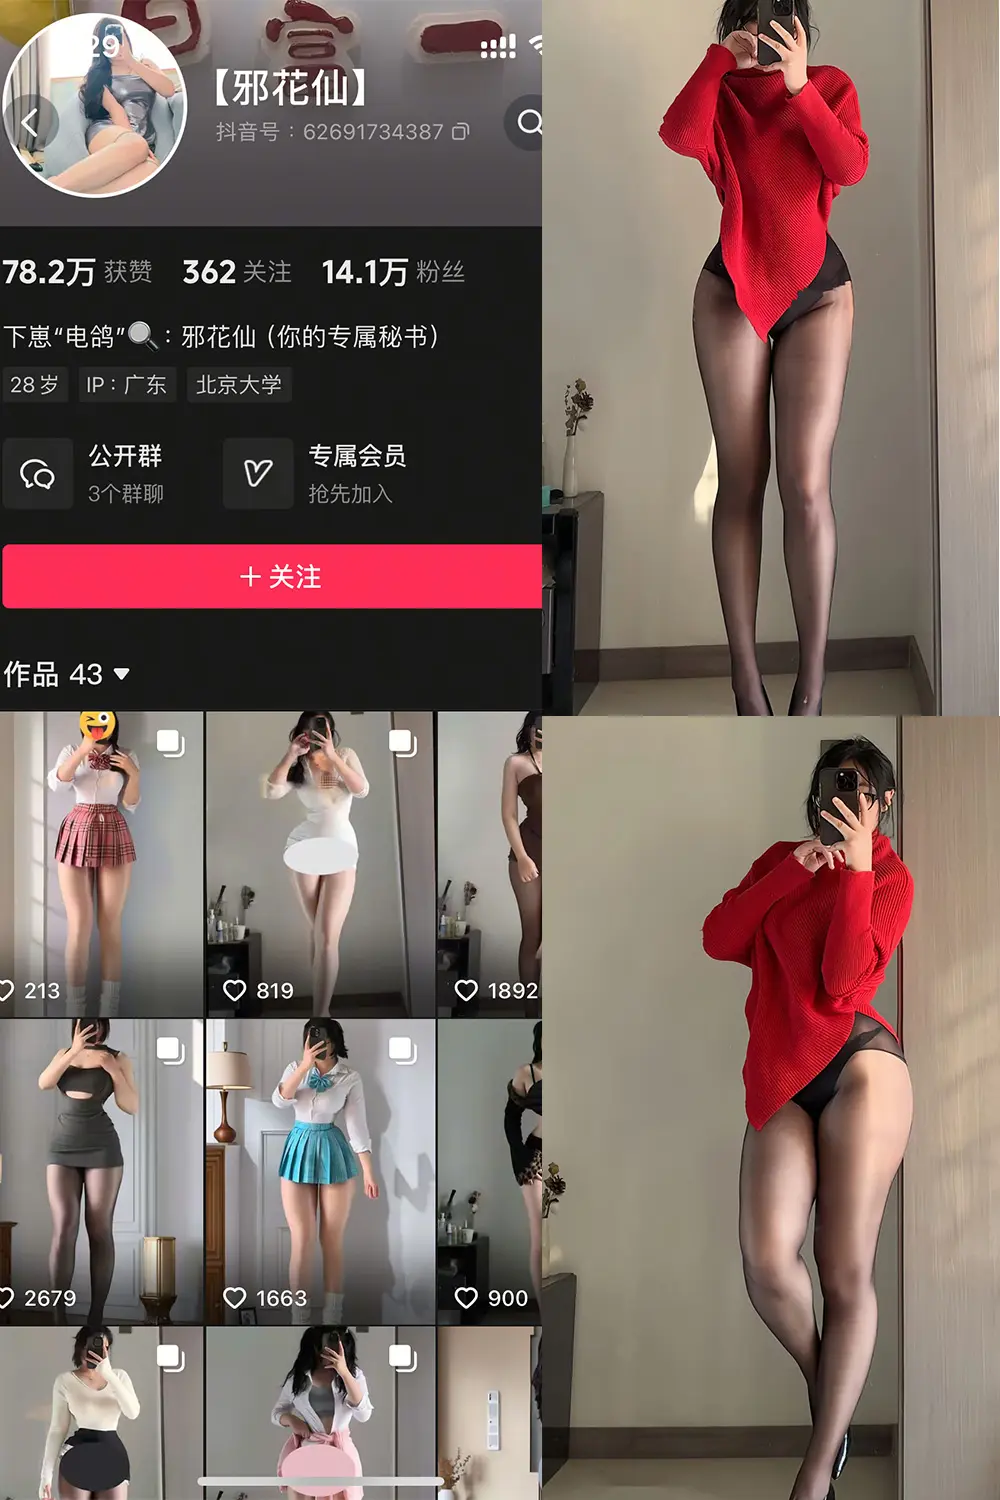 29
【邪花仙】
抖音号：62691734387
78.2万 获赞 362 关注 14.1万 粉丝
下崽“电鸽”🔍：邪花仙（你的专属秘书）
28岁 IP：广东 北京大学
公开群 专属会员
3个群聊 抢先加入
＋关注
作品 43
213 819 1892
2679 1663 900